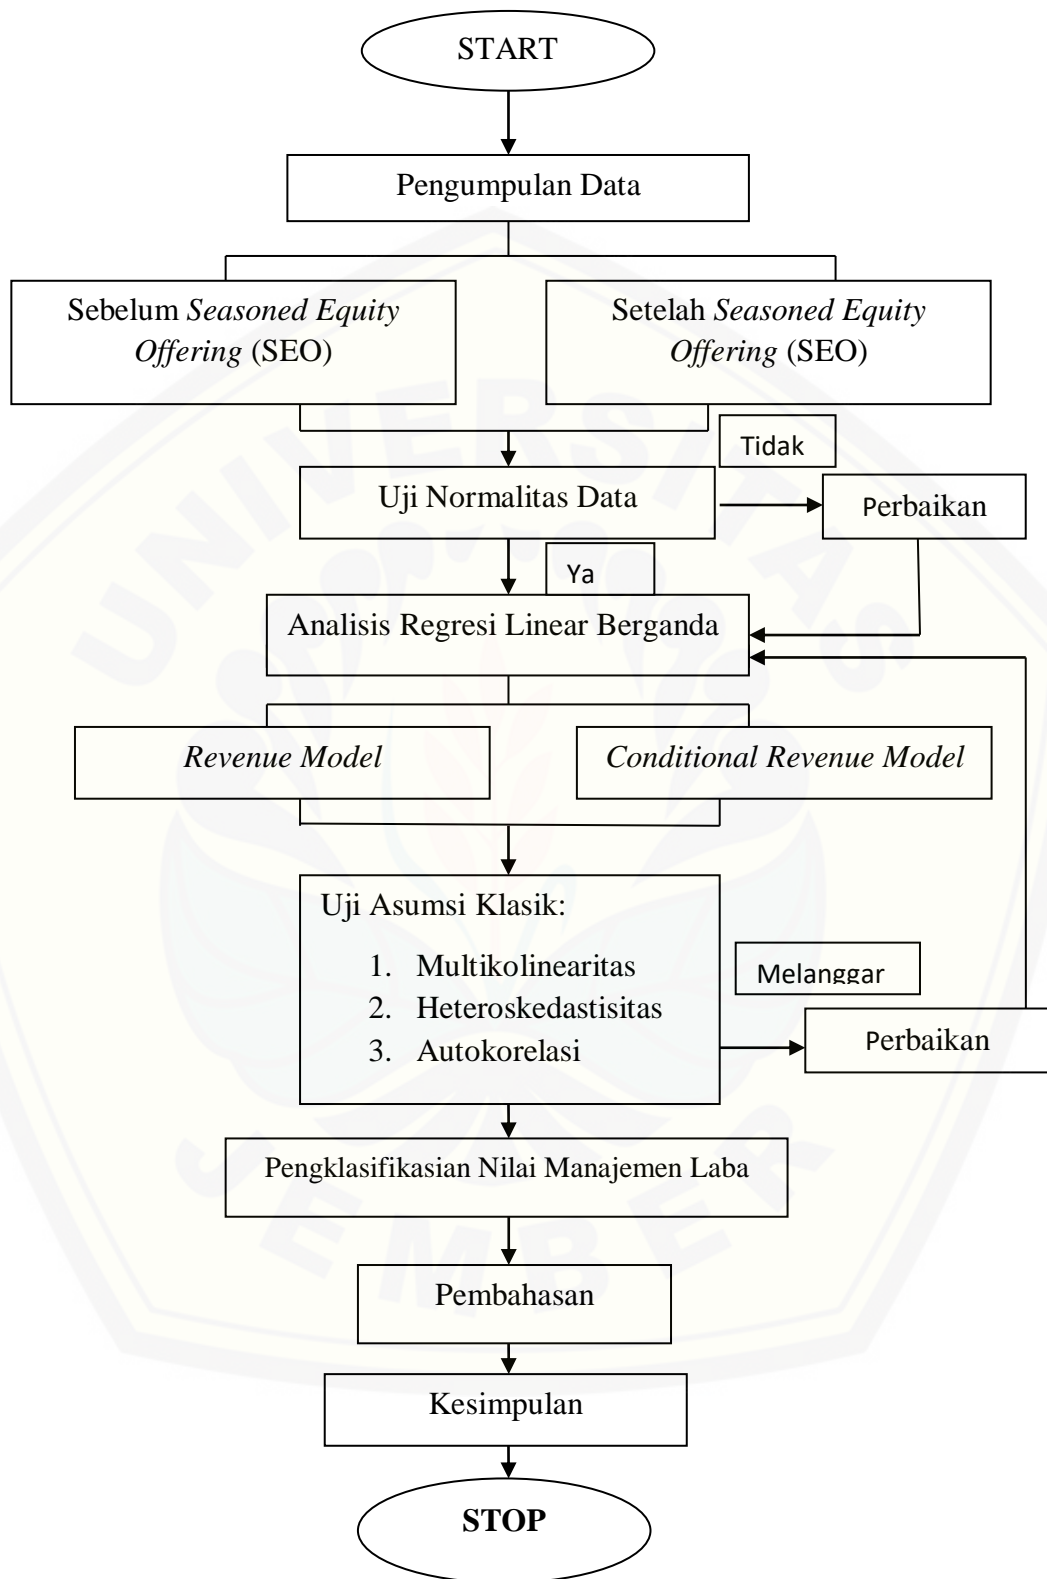 START
Pengumpulan Data
Sebelum Seasoned Equity
Offering (SEO)
Setelah Seasoned Equity
Offering (SEO)
Tidak
Uji Normalitas Data
Perbaikan
Ya
Analisis Regresi Linear Berganda
Revenue Model
Conditional Revenue Model
Uji Asumsi Klasik:
1. Multikolinearitas
2. Heteroskedastisitas
3. Autokorelasi
Melanggar
Perbaikan
Pengklasifikasian Nilai Manajemen Laba
Pembahasan
Kesimpulan
STOP
UNIVERSITAS
JEMBER